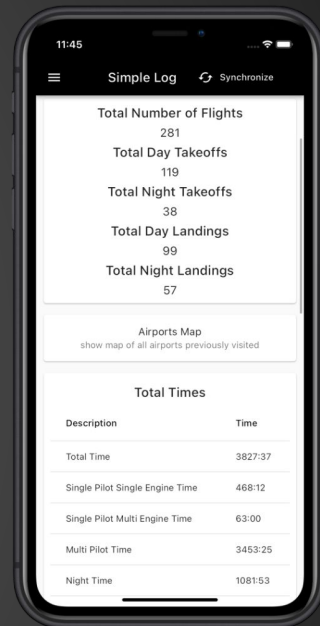 11:45
Simple Log Synchronize
Total Number of Flights
281
Total Day Takeoffs
119
Total Night Takeoffs
38
Total Day Landings
99
Total Night Landings
57
Airports Map
show map of all airports previously visited
Total Times
Description Time
Total Time 3827:37
Single Pilot Single Engine Time 468:12
Single Pilot Multi Engine Time 63:00
Multi Pilot Time 3453:25
Night Time 1081:53